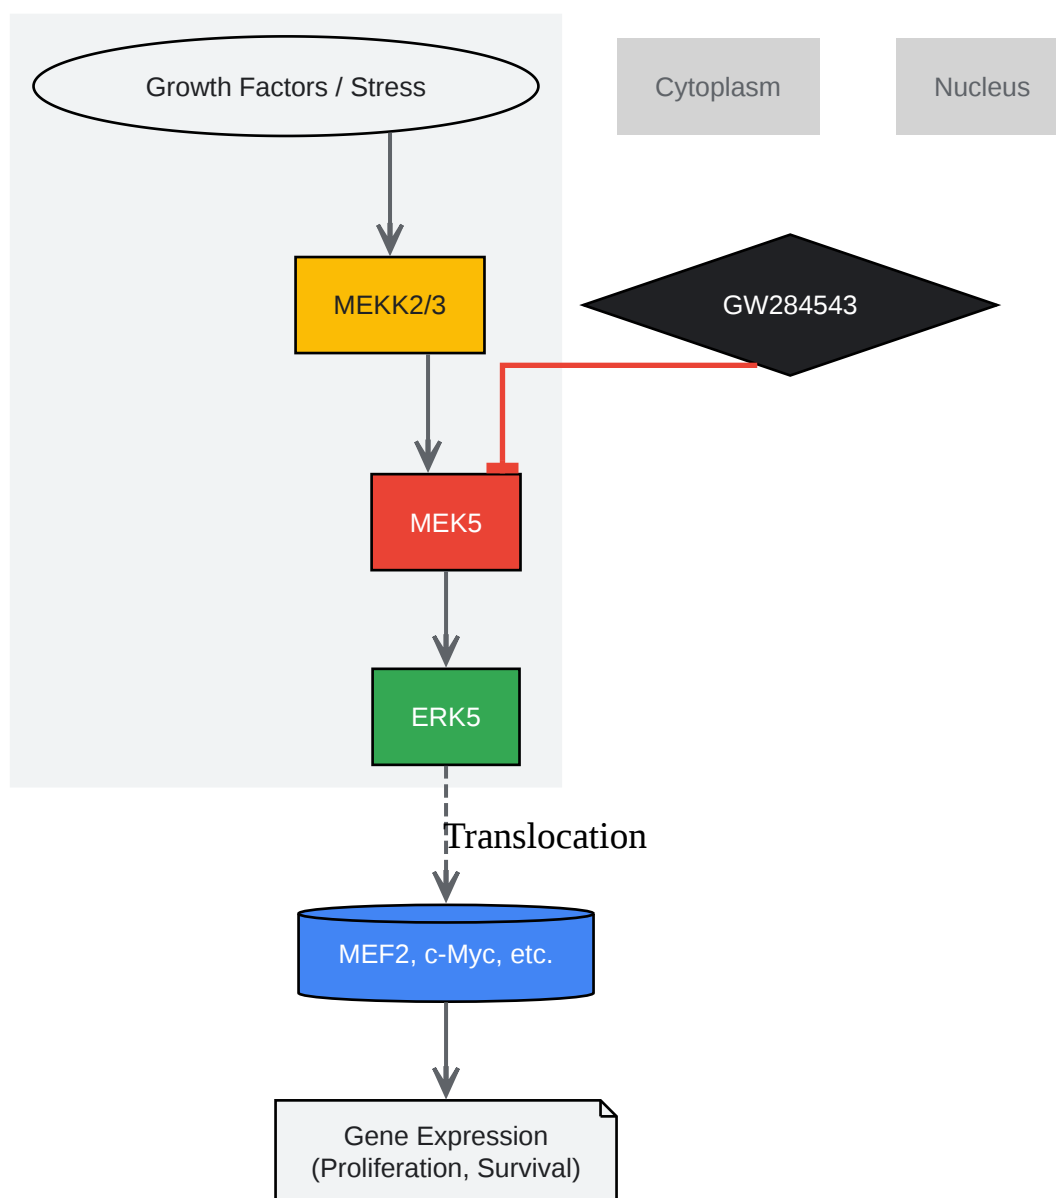 Growth Factors / Stress
Cytoplasm
Nucleus
MEKK2/3
GW284543
MEK5
ERK5
Translocation
MEF2, c-Myc, etc.
Gene Expression
(Proliferation, Survival)